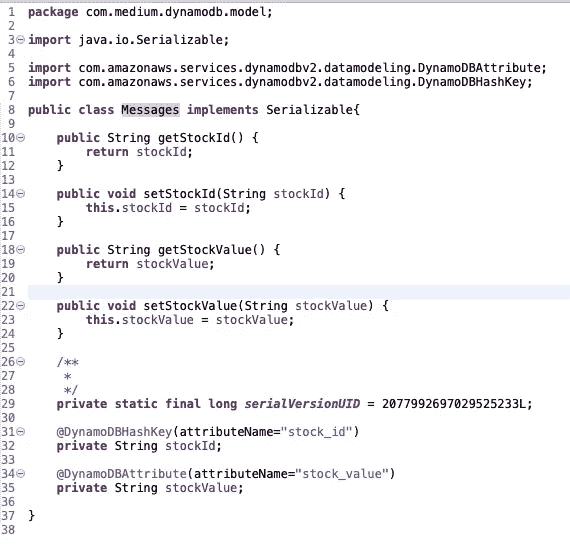 1 package com.medium.dynamodb.model;
2
3 import java.io.Serializable;
4
5 import com.amazonaws.services.dynamodbv2.datamodeling.DynamoDBAttribute;
6 import com.amazonaws.services.dynamodbv2.datamodeling.DynamoDBHashKey;
7
8 public class Messages implements Serializable{
9
10     public String getStockId() {
11         return stockId;
12     }
13
14     public void setStockId(String stockId) {
15         this.stockId = stockId;
16     }
17
18     public String getStockValue() {
19         return stockValue;
20     }
21
22     public void setStockValue(String stockValue) {
23         this.stockValue = stockValue;
24     }
25
26     /**
27      *
28      */
29     private static final long serialVersionUID = 2077992697029525233L;
30
31     @DynamoDBHashKey(attributeName="stock_id")
32     private String stockId;
33
34     @DynamoDBAttribute(attributeName="stock_value")
35     private String stockValue;
36
37 }
38